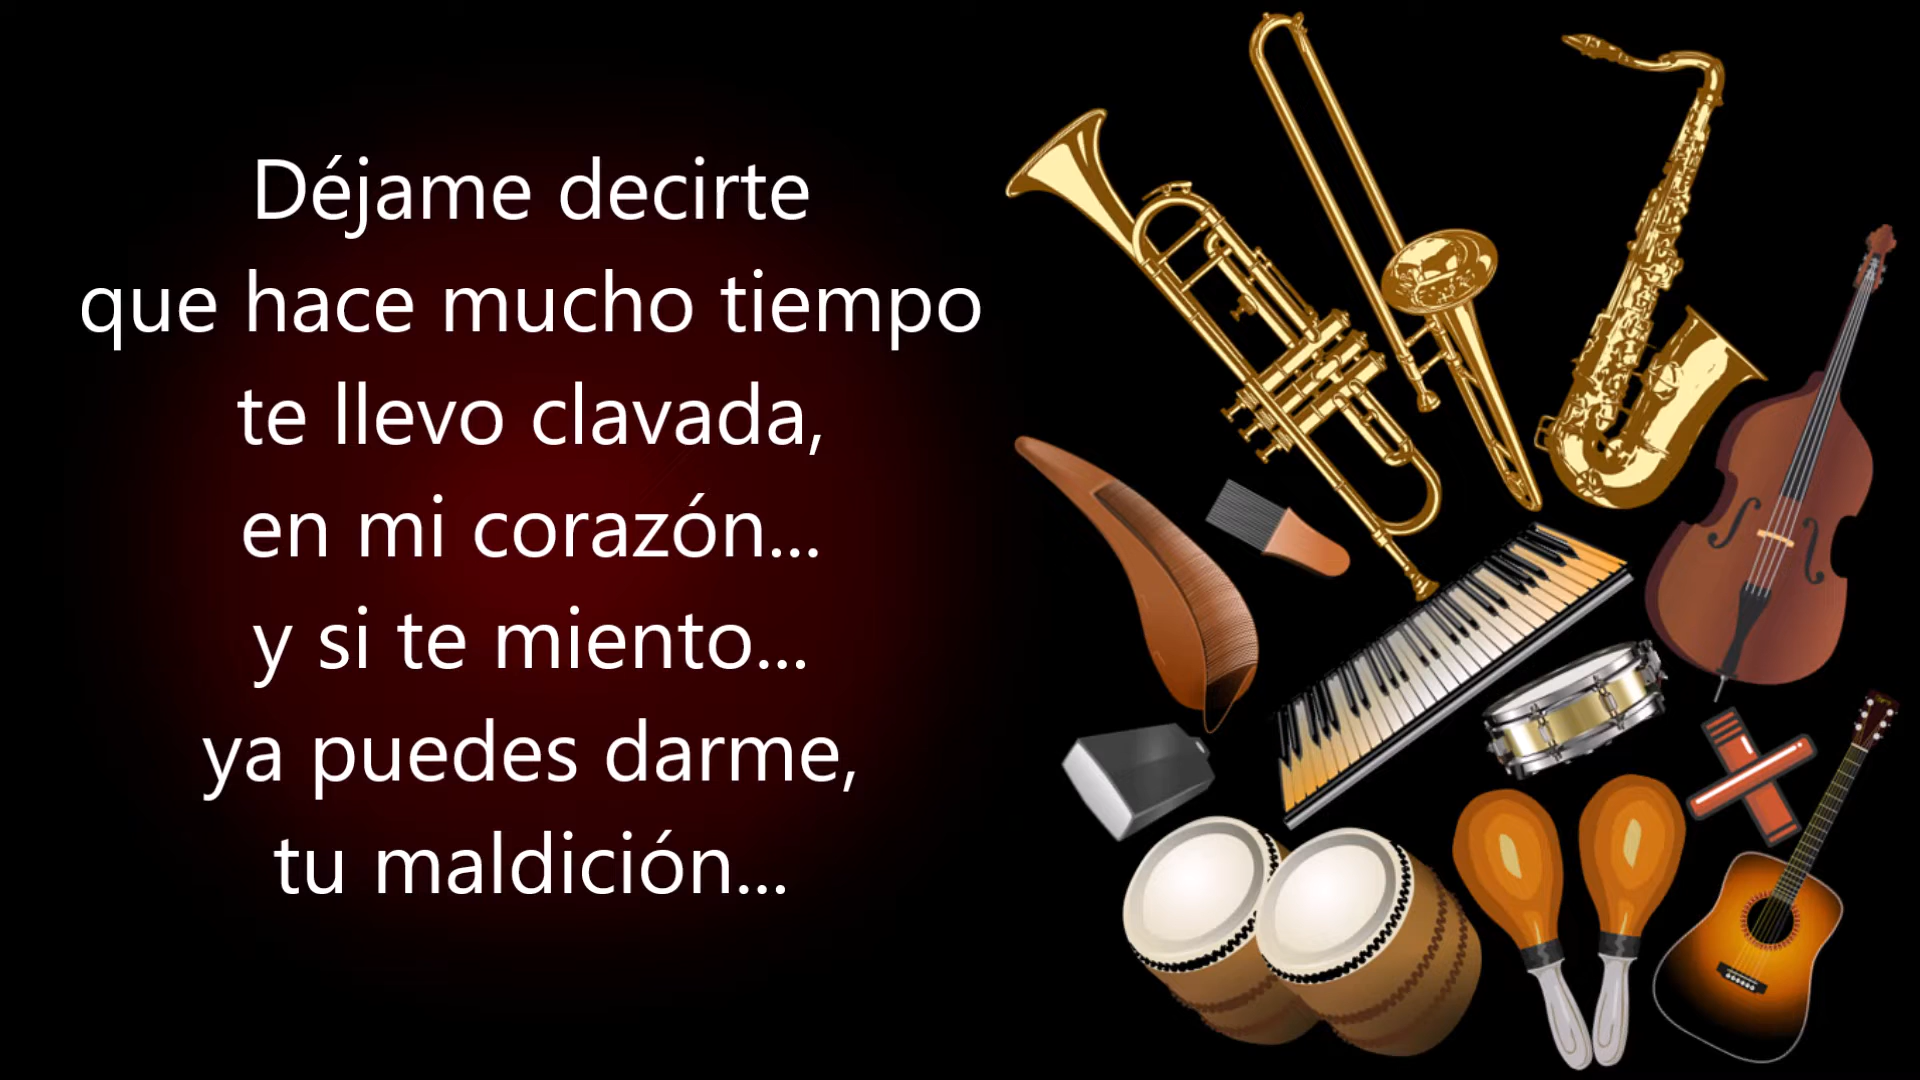 Déjame decirte
que hace mucho tiempo
te llevo clavada,
en mi corazón...
y si te miento...
ya puedes darme,
tu maldición...